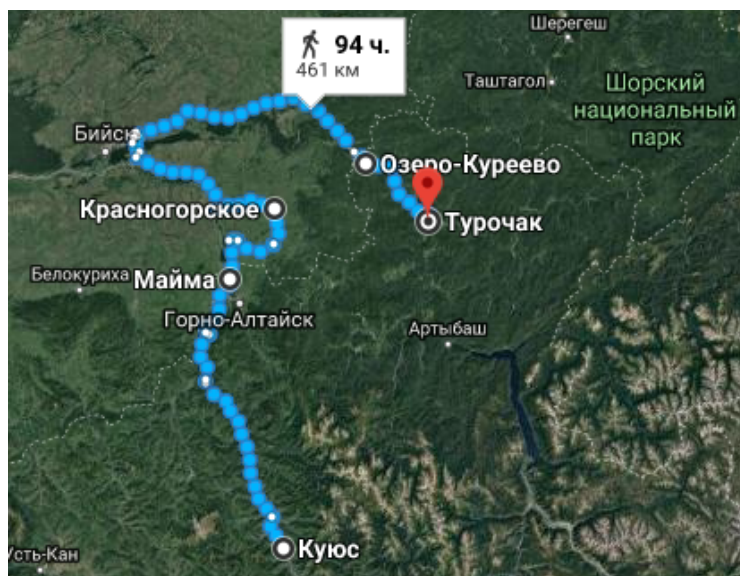 Шерегеш
94 ч.
461 км
Таштагол
Шорский
национальный
парк
Бийск
Озеро-Куреево
Красногорское
Турочак
Белокуриха
Майма
Горно-Алтайск
Артыбаш
Куюс
Усть-Кан